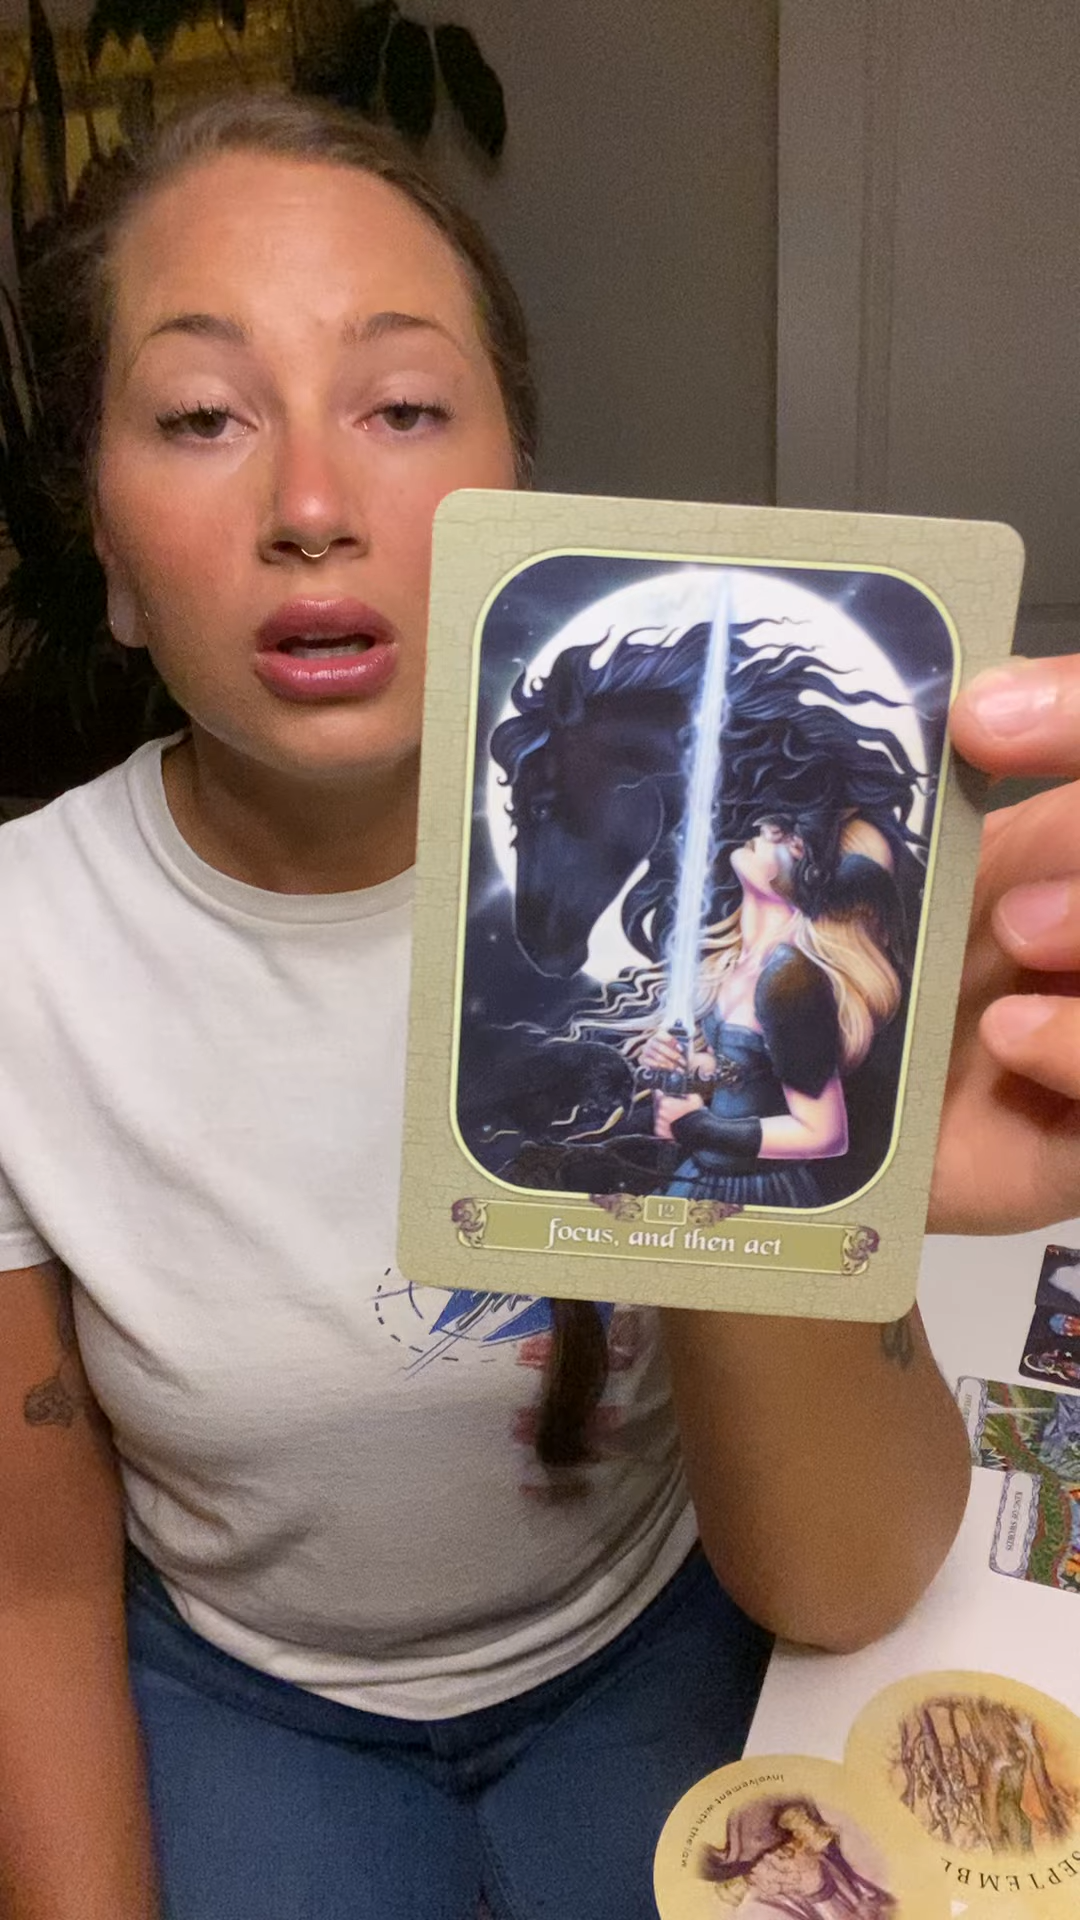 12
focus, and then act
KING OF SWORDS
Involvement with the law
SEPTEMBE